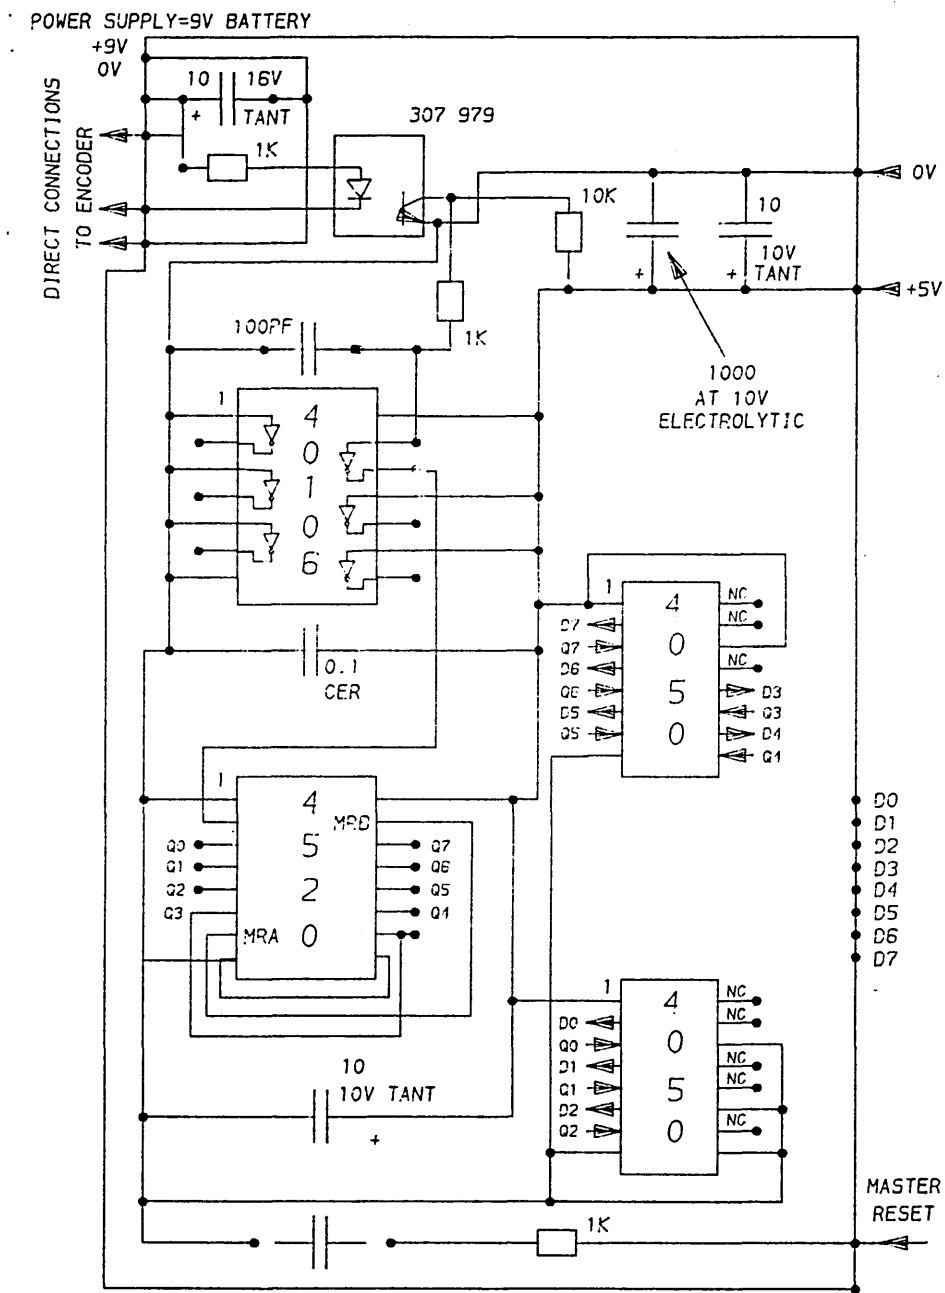 POWER SUPPLY=9V BATTERY
+9V
0V
DIRECT CONNECTIONS
TO ENCODER
10 16V
+ TANT
1K
307 979
10K
10
10V
TANT
+
+
0V
+5V
1K
100PF
1000
AT 10V
ELECTROLYTIC
1
4
0
1
0
6
0.1
CER
1
4
0
5
0
NC
NC
NC
D7
Q7
D6
Q6
D5
Q5
D3
Q3
D4
Q4
1
4
5
2
0
MRB
MRA
Q0
Q1
Q2
Q3
Q7
Q6
Q5
Q4
D0
D1
D2
D3
D4
D5
D6
D7
1
4
0
5
0
NC
NC
NC
NC
NC
D0
Q0
D1
Q1
D2
Q2
10
10V TANT
+
1K
MASTER
RESET